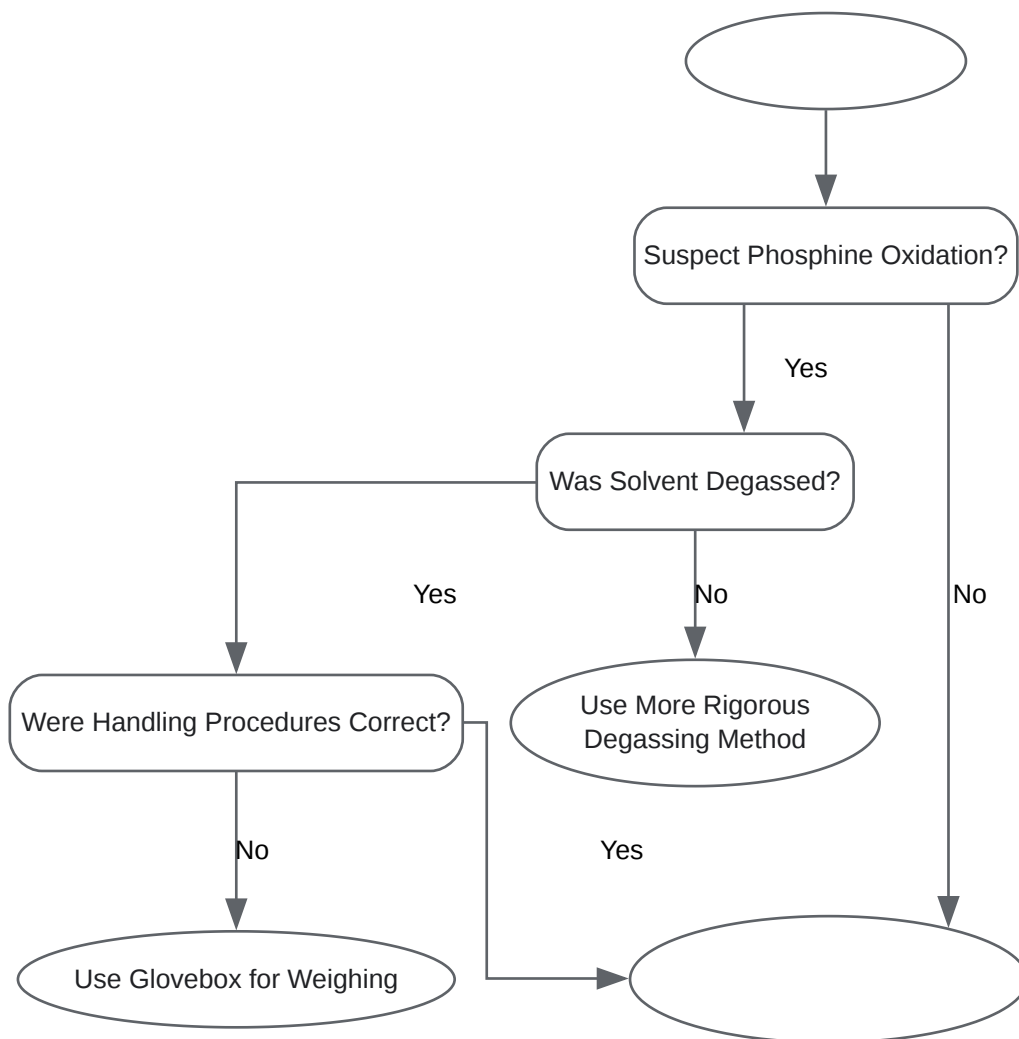 Suspect Phosphine Oxidation?
Yes
Was Solvent Degassed?
Yes
No
No
Use More Rigorous
Degassing Method
Were Handling Procedures Correct?
No
Yes
Use Glovebox for Weighing